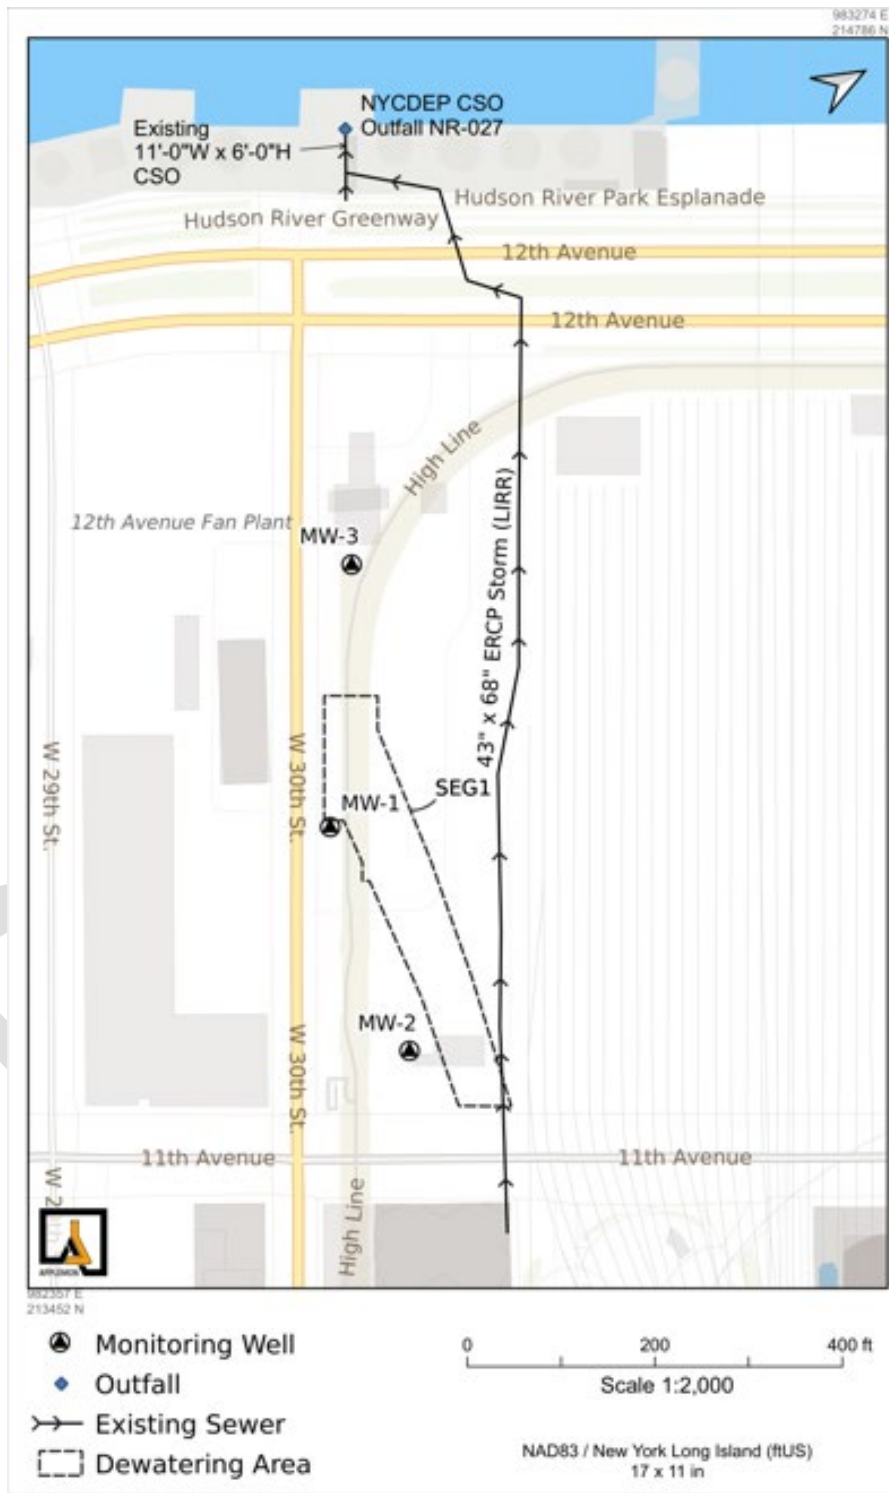 983274 E
214786 N
NYCDEP CSO
Outfall NR-027
Existing
11'-0"W x 6'-0"H
CSO
Hudson River Park Esplanade
Hudson River Greenway
12th Avenue
12th Avenue
High Line
12th Avenue Fan Plant
MW-3
43" x 68" ERCP Storm (LIRR)
W 29th St.
W 30th St.
SEG1
MW-1
MW-2
W 30th St.
11th Avenue
11th Avenue
High Line
982357 E
213452 N
Monitoring Well
Outfall
Existing Sewer
Dewatering Area
0 200 400 ft
Scale 1:2,000
NAD83 / New York Long Island (ftUS)
17 x 11 in